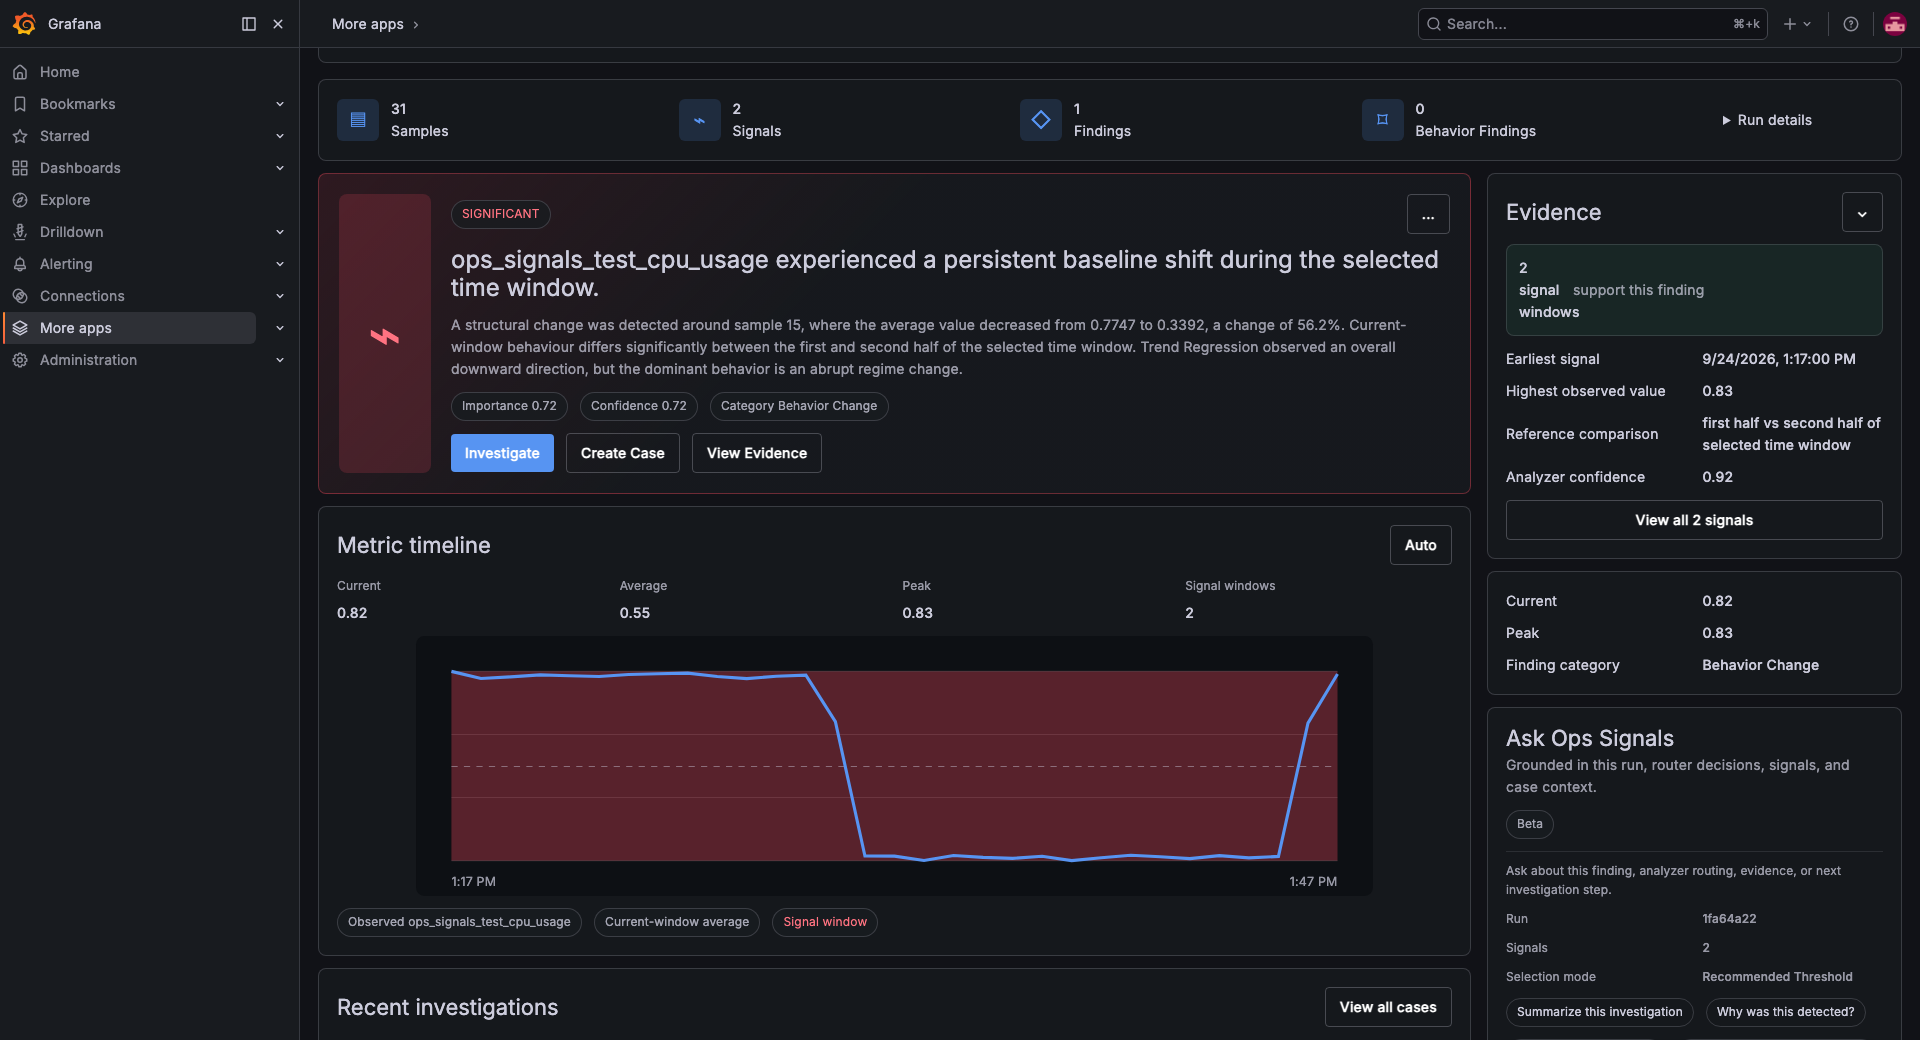 Grafana
More apps ›
Search...
⌘+k
Home
Bookmarks
Starred
Dashboards
Explore
Drilldown
Alerting
Connections
More apps
Administration
31
Samples
2
Signals
1
Findings
0
Behavior Findings
Run details
SIGNIFICANT
...
ops_signals_test_cpu_usage experienced a persistent baseline shift during the selected
time window.
A structural change was detected around sample 15, where the average value decreased from 0.7747 to 0.3392, a change of 56.2%. Current-
window behaviour differs significantly between the first and second half of the selected time window. Trend Regression observed an overall
downward direction, but the dominant behavior is an abrupt regime change.
Importance 0.72
Confidence 0.72
Category Behavior Change
Investigate
Create Case
View Evidence
Metric timeline
Auto
Current
Average
Peak
Signal windows
0.82
0.55
0.83
2
1:17 PM
1:47 PM
Observed ops_signals_test_cpu_usage
Current-window average
Signal window
Recent investigations
View all cases
Evidence
2
signal
windows
support this finding
Earliest signal
9/24/2026, 1:17:00 PM
Highest observed value
0.83
Reference comparison
first half vs second half of
selected time window
Analyzer confidence
0.92
View all 2 signals
Current
0.82
Peak
0.83
Finding category
Behavior Change
Ask Ops Signals
Grounded in this run, router decisions, signals, and
case context.
Beta
Ask about this finding, analyzer routing, evidence, or next
investigation step.
Run
1fa64a22
Signals
2
Selection mode
Recommended Threshold
Summarize this investigation
Why was this detected?